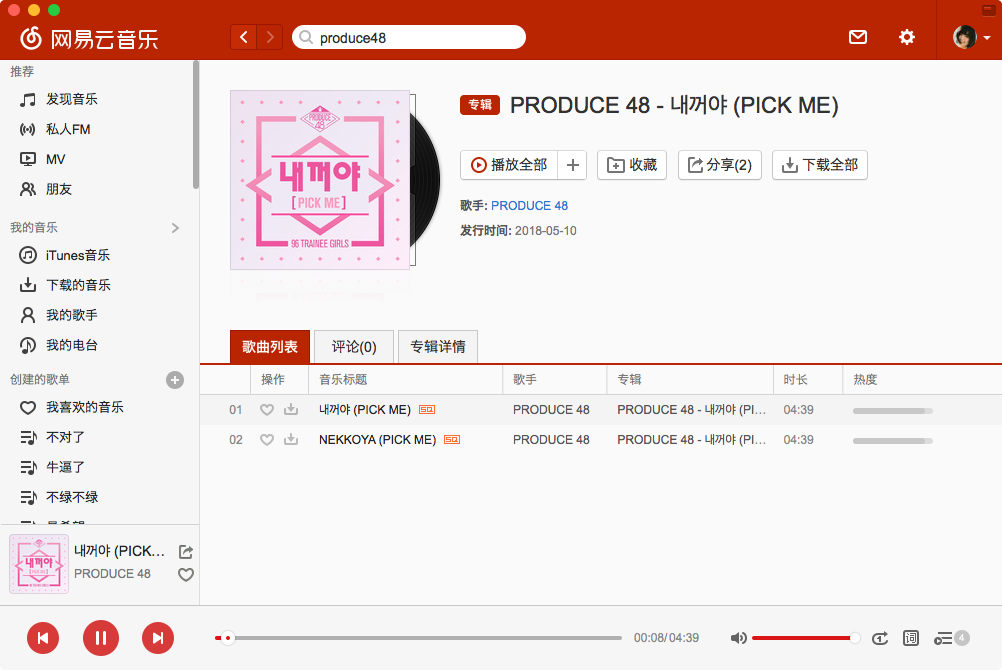 网易云音乐
produce48
推荐
发现音乐
私人FM
MV
朋友
我的音乐
iTunes音乐
下载的音乐
我的歌手
我的电台
创建的歌单
我喜欢的音乐
不对了
牛逼了
不绿不绿
PRODUCE
48
내꺼야
[PICK ME]
96 TRAINEE GIRLS
专辑 PRODUCE 48 - 내꺼야 (PICK ME)
播放全部 + 收藏 分享(2) 下载全部
歌手: PRODUCE 48
发行时间: 2018-05-10
歌曲列表 评论(0) 专辑详情
操作 音乐标题 歌手 专辑 时长 热度
01 내꺼야 (PICK ME) SQ PRODUCE 48 PRODUCE 48 - 내꺼야 (PI... 04:39
02 NEKKOYA (PICK ME) SQ PRODUCE 48 PRODUCE 48 - 내꺼야 (PI... 04:39
내꺼야
[PICK ME]
내꺼야 (PICK...
PRODUCE 48
00:08/04:39 1 词 4